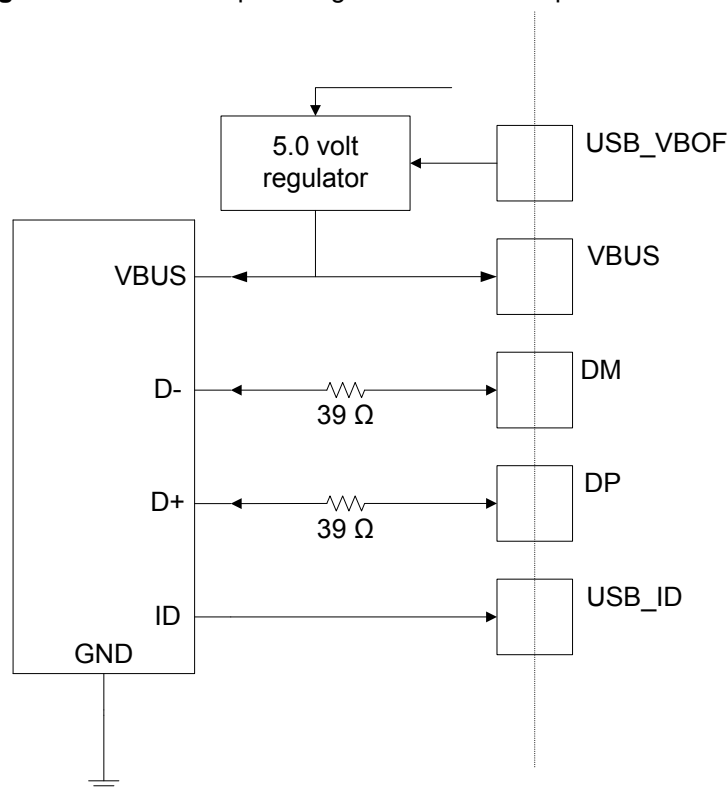 5.0 volt
regulator
USB_VBOF
VBUS
VBUS
D-
39 Ω
DM
D+
39 Ω
DP
ID
USB_ID
GND